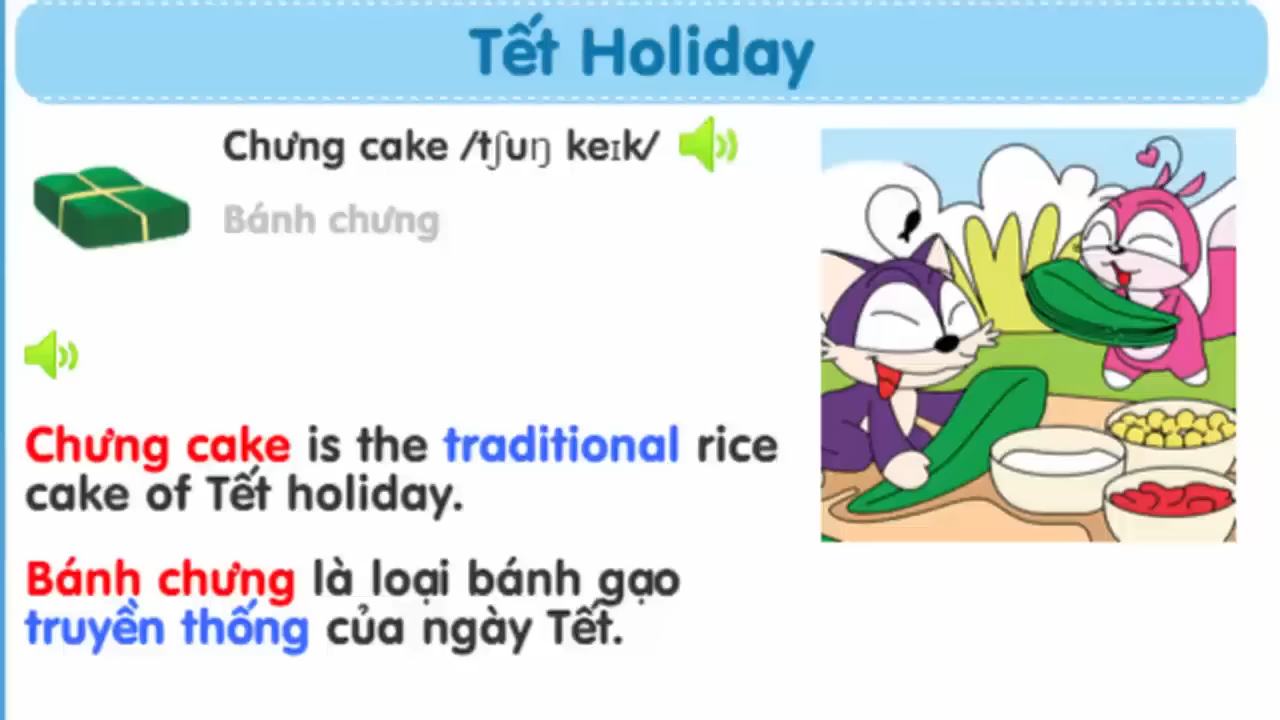 Tết Holiday
Chưng cake /tʃuŋ keɪk/
Bánh chưng
Chưng cake is the traditional rice
cake of Tết holiday.
Bánh chưng là loại bánh gạo
truyền thống của ngày Tết.